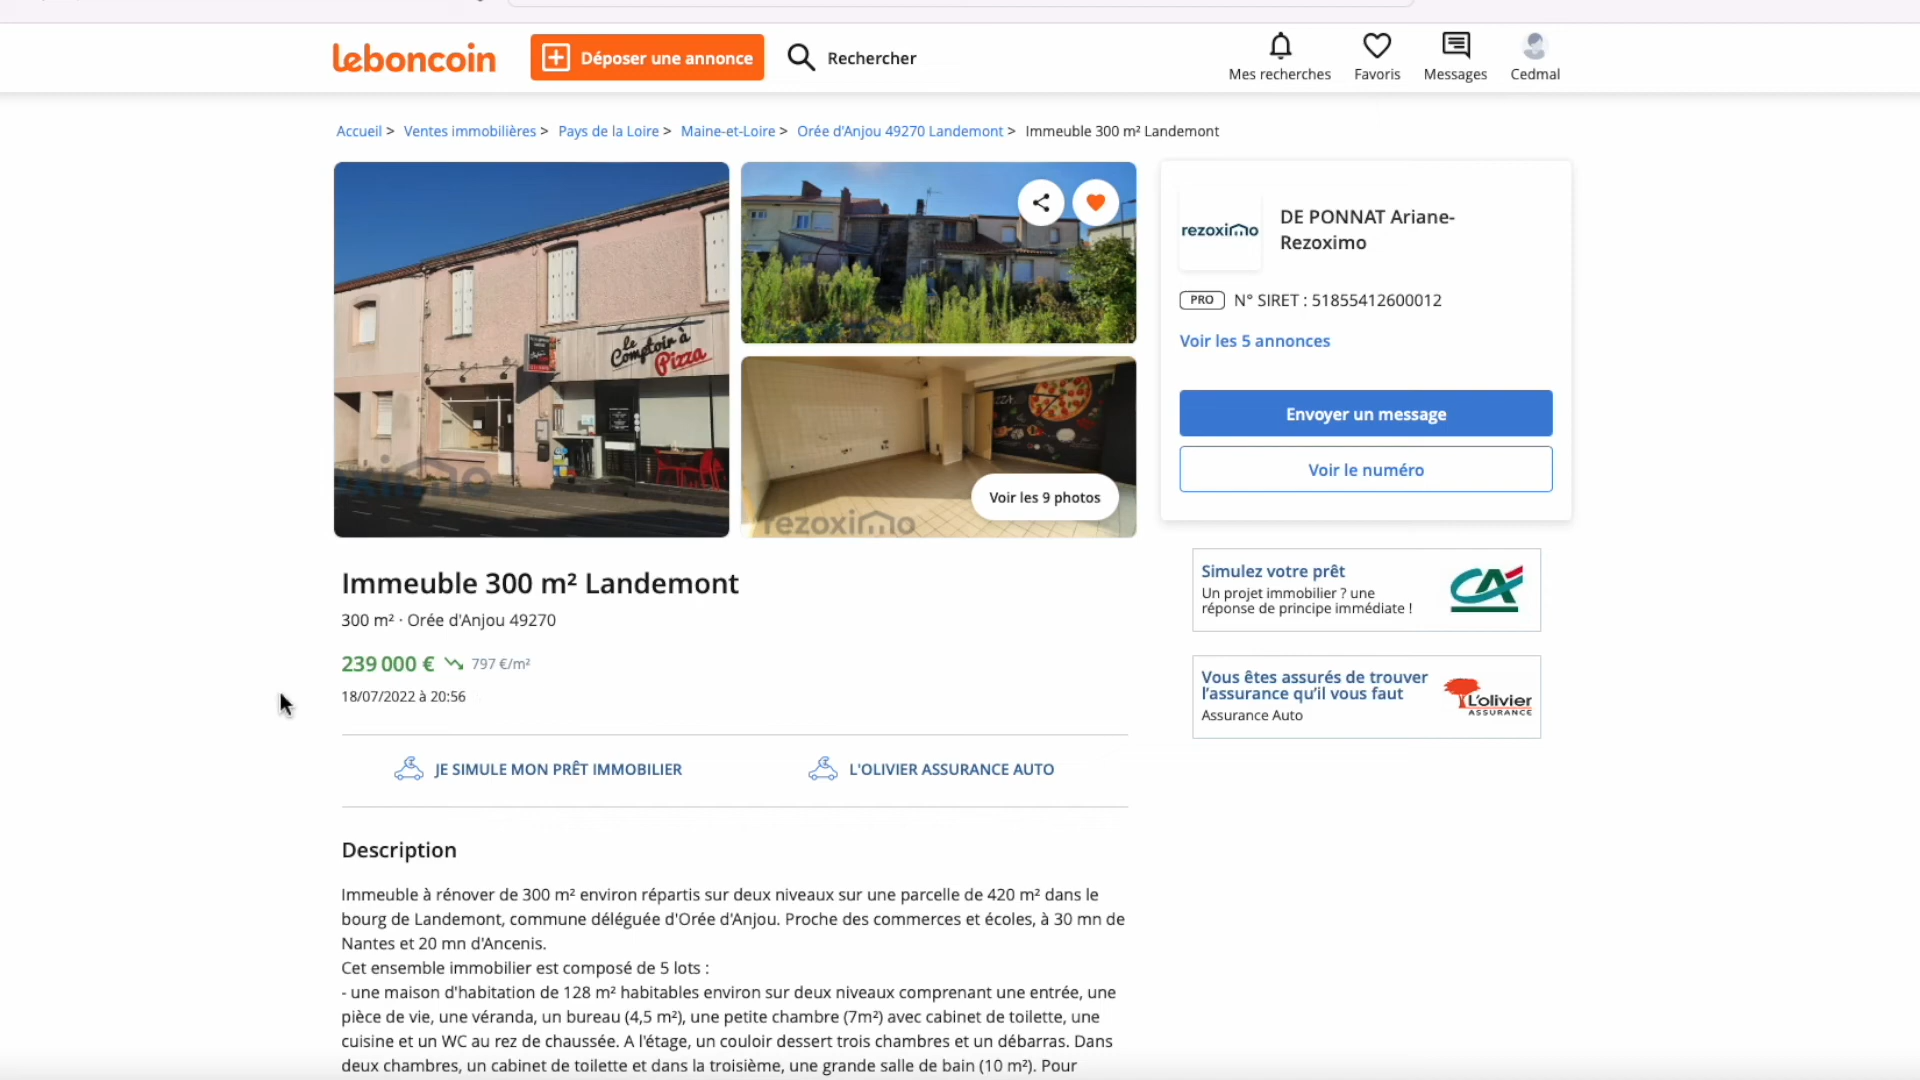 leboncoin
Déposer une annonce
Rechercher
Mes recherches
Favoris
Messages
Cedmal
Accueil > Ventes immobilières > Pays de la Loire > Maine-et-Loire > Orée d'Anjou 49270 Landemont > Immeuble 300 m² Landemont
le
Comptoir à
Pizza
rezoximo
Voir les 9 photos
rezoximo
DE PONNAT Ariane-
Rezoximo
PRO N° SIRET : 51855412600012
Voir les 5 annonces
Envoyer un message
Voir le numéro
Immeuble 300 m² Landemont
300 m² · Orée d'Anjou 49270
239 000 € 797 €/m²
18/07/2022 à 20:56
Simulez votre prêt
Un projet immobilier ? une
réponse de principe immédiate !
CA
Vous êtes assurés de trouver
l’assurance qu’il vous faut
Assurance Auto
L'olivier
ASSURANCE
JE SIMULE MON PRÊT IMMOBILIER
L'OLIVIER ASSURANCE AUTO
Description
Immeuble à rénover de 300 m² environ répartis sur deux niveaux sur une parcelle de 420 m² dans le
bourg de Landemont, commune déléguée d'Orée d'Anjou. Proche des commerces et écoles, à 30 mn de
Nantes et 20 mn d'Ancenis.
Cet ensemble immobilier est composé de 5 lots :
- une maison d'habitation de 128 m² habitables environ sur deux niveaux comprenant une entrée, une
pièce de vie, une véranda, un bureau (4,5 m²), une petite chambre (7m²) avec cabinet de toilette, une
cuisine et un WC au rez de chaussée. A l'étage, un couloir dessert trois chambres et un débarras. Dans
deux chambres, un cabinet de toilette et dans la troisième, une grande salle de bain (10 m²). Pour